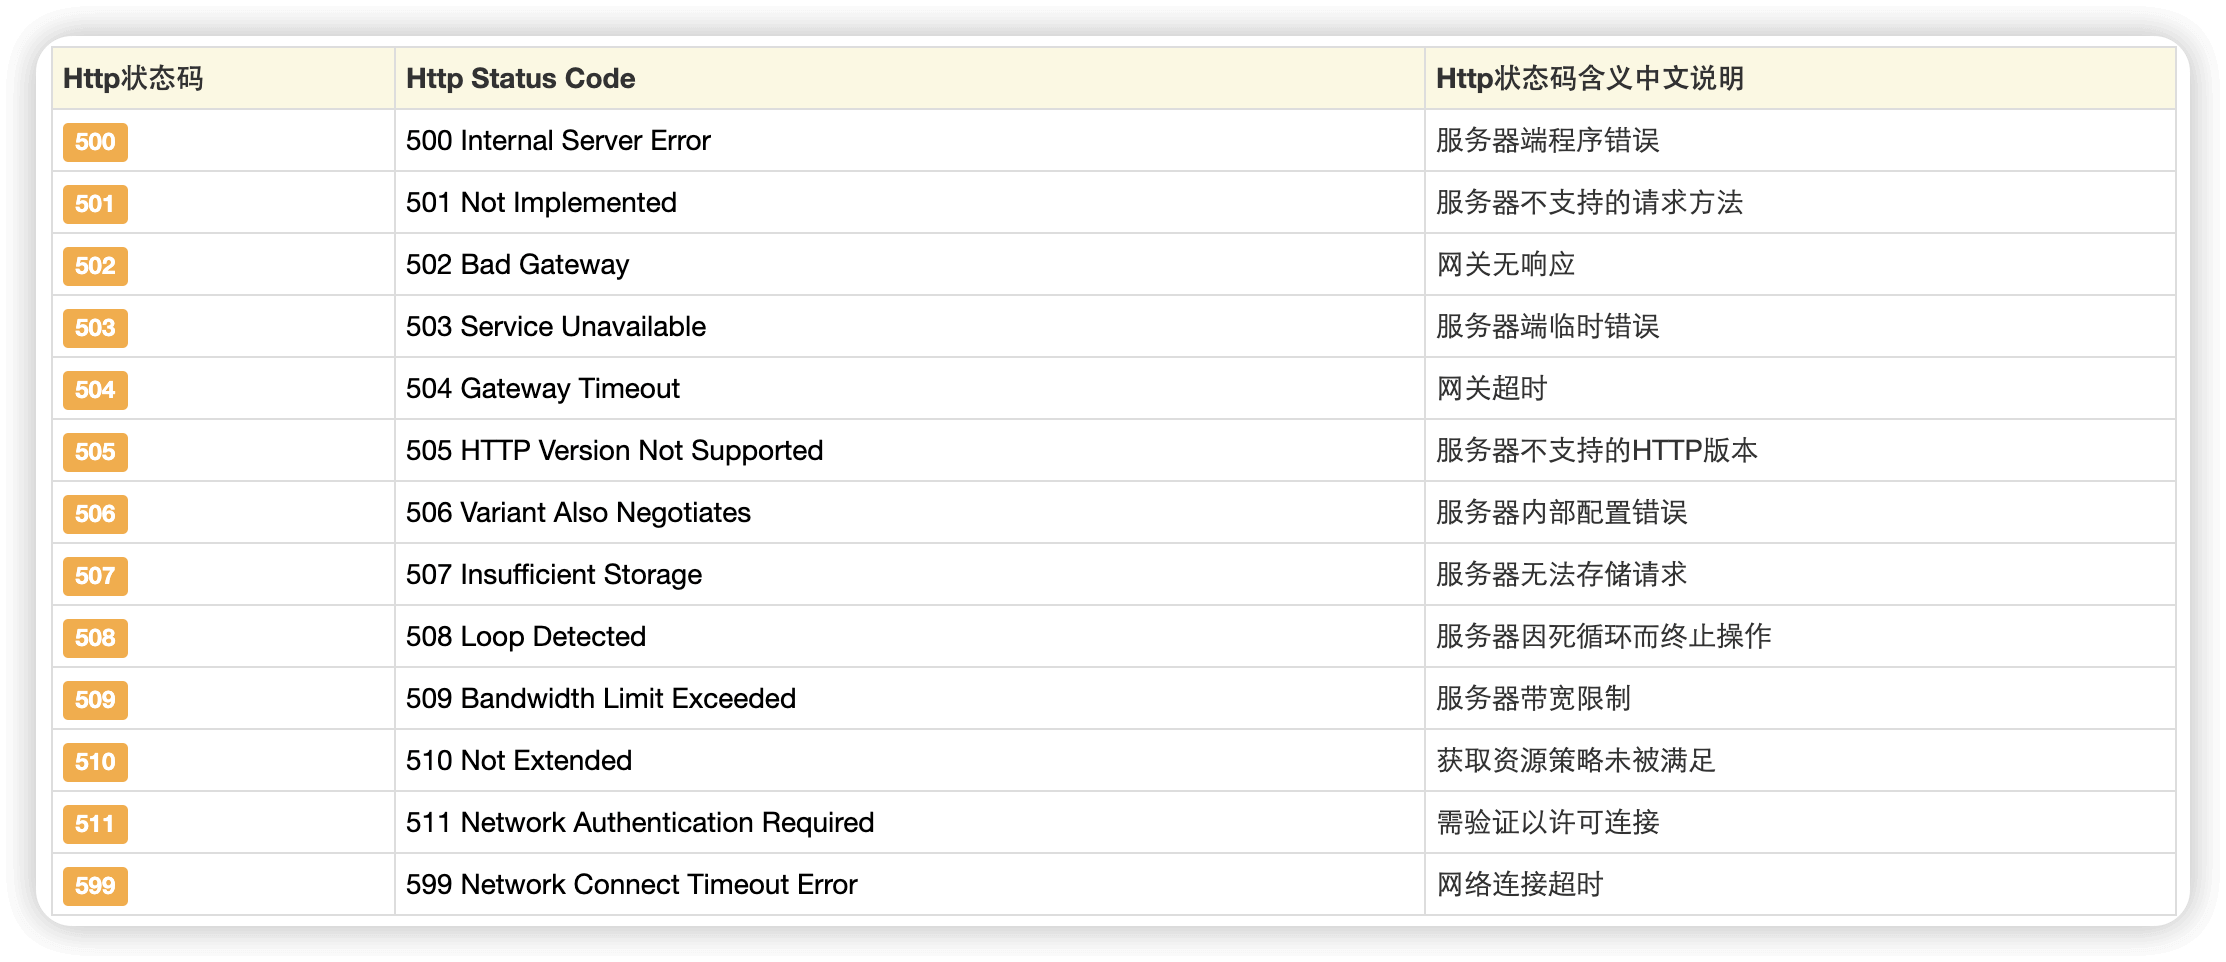 Http状态码 Http Status Code Http状态码含义中文说明
500 500 Internal Server Error 服务器端程序错误
501 501 Not Implemented 服务器不支持的请求方法
502 502 Bad Gateway 网关无响应
503 503 Service Unavailable 服务器端临时错误
504 504 Gateway Timeout 网关超时
505 505 HTTP Version Not Supported 服务器不支持的HTTP版本
506 506 Variant Also Negotiates 服务器内部配置错误
507 507 Insufficient Storage 服务器无法存储请求
508 508 Loop Detected 服务器因死循环而终止操作
509 509 Bandwidth Limit Exceeded 服务器带宽限制
510 510 Not Extended 获取资源策略未被满足
511 511 Network Authentication Required 需验证以许可连接
599 599 Network Connect Timeout Error 网络连接超时